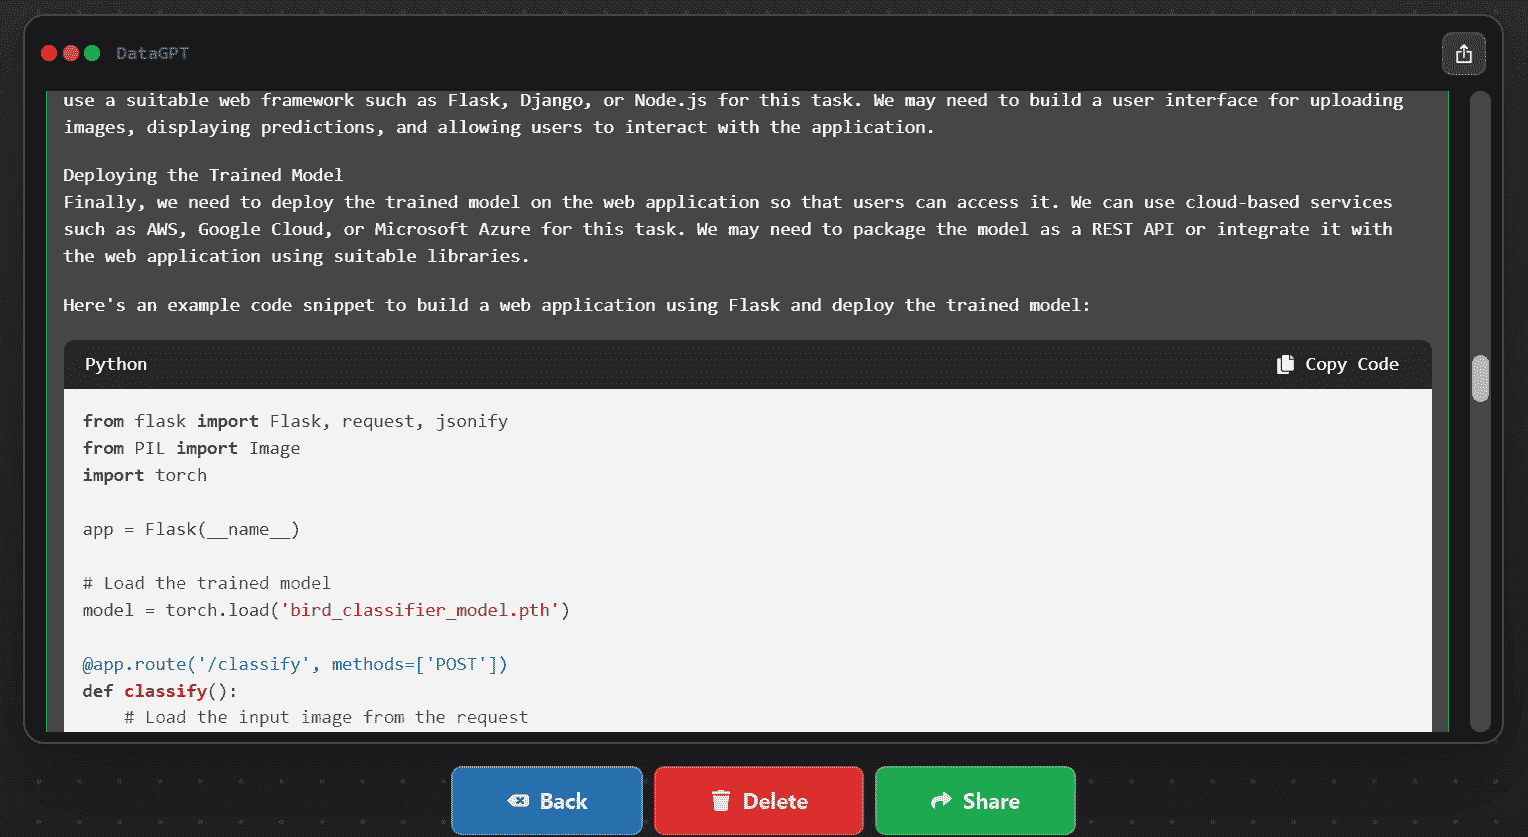 DataGPT
use a suitable web framework such as Flask, Django, or Node.js for this task. We may need to build a user interface for uploading
images, displaying predictions, and allowing users to interact with the application.
Deploying the Trained Model
Finally, we need to deploy the trained model on the web application so that users can access it. We can use cloud-based services
such as AWS, Google Cloud, or Microsoft Azure for this task. We may need to package the model as a REST API or integrate it with
the web application using suitable libraries.
Here's an example code snippet to build a web application using Flask and deploy the trained model:
Python Copy Code
from flask import Flask, request, jsonify
from PIL import Image
import torch
app = Flask(__name__)
# Load the trained model
model = torch.load('bird_classifier_model.pth')
@app.route('/classify', methods=['POST'])
def classify():
    # Load the input image from the request
Back Delete Share